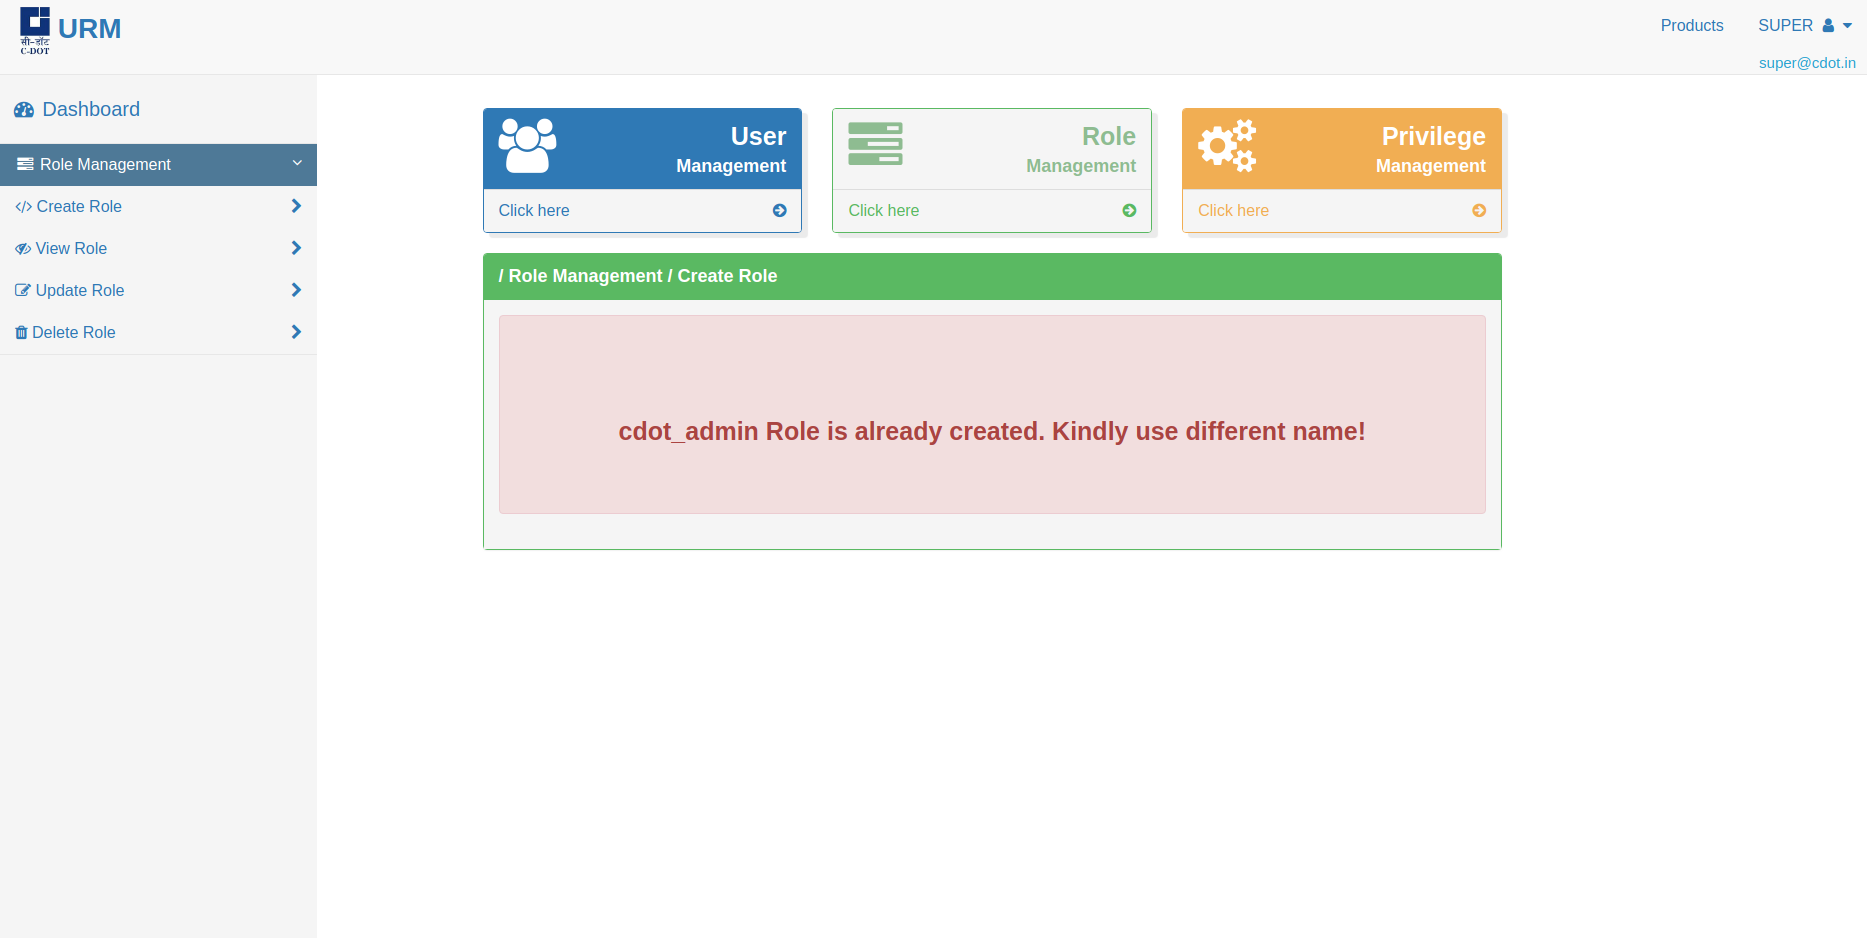 सी-डॉट
C-DOT
URM
Products
SUPER
super@cdot.in
Dashboard
Role Management
Create Role
View Role
Update Role
Delete Role
User
Management
Click here
Role
Management
Click here
Privilege
Management
Click here
/ Role Management / Create Role
cdot_admin Role is already created. Kindly use different name!